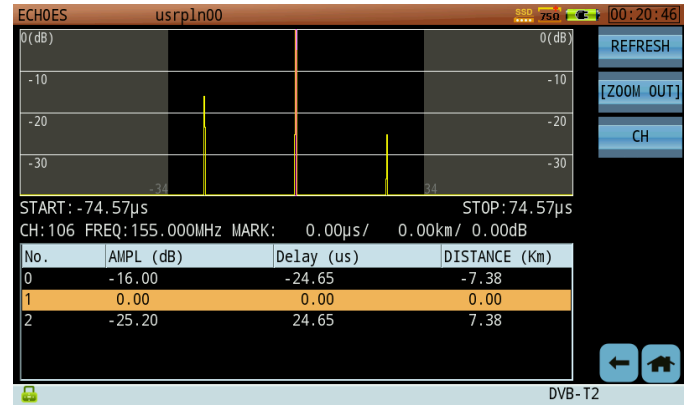 ECHOES usrpln00 SSD 75Ω 00:20:46
0(dB) 0(dB)
REFRESH
-10 -10
[ZOOM OUT]
-20 -20
CH
-30 -30
-34 34
START:-74.57µs STOP:74.57µs
CH:106 FREQ:155.000MHz MARK: 0.00µs/ 0.00km/ 0.00dB
No. AMPL (dB) Delay (us) DISTANCE (Km)
0 -16.00 -24.65 -7.38
1 0.00 0.00 0.00
2 -25.20 24.65 7.38
DVB-T2